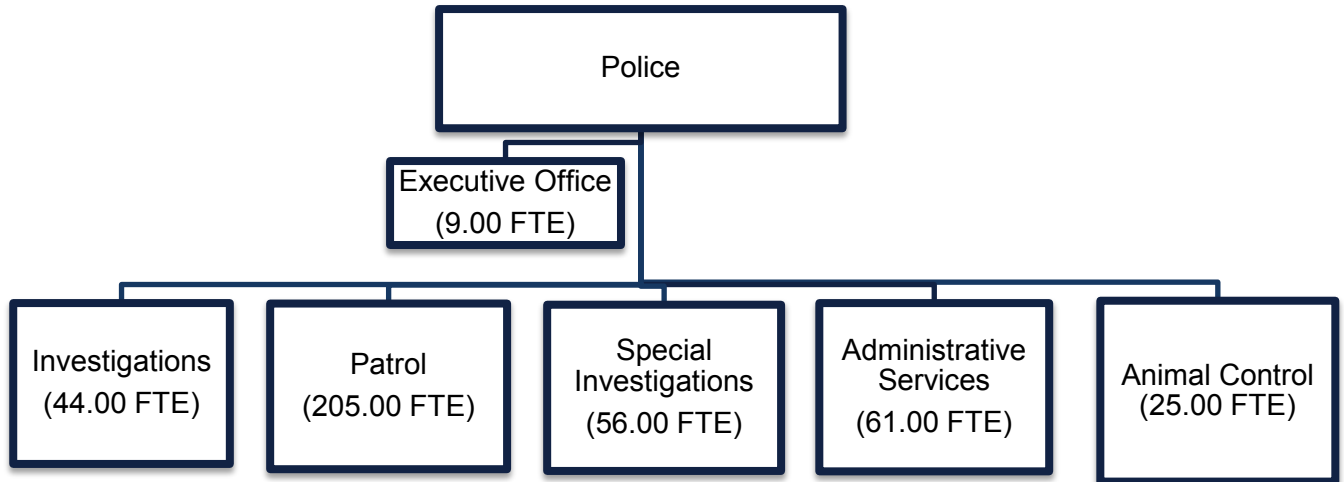 Police
Executive Office
(9.00 FTE)
Investigations
(44.00 FTE)
Patrol
(205.00 FTE)
Special
Investigations
(56.00 FTE)
Administrative
Services
(61.00 FTE)
Animal Control
(25.00 FTE)